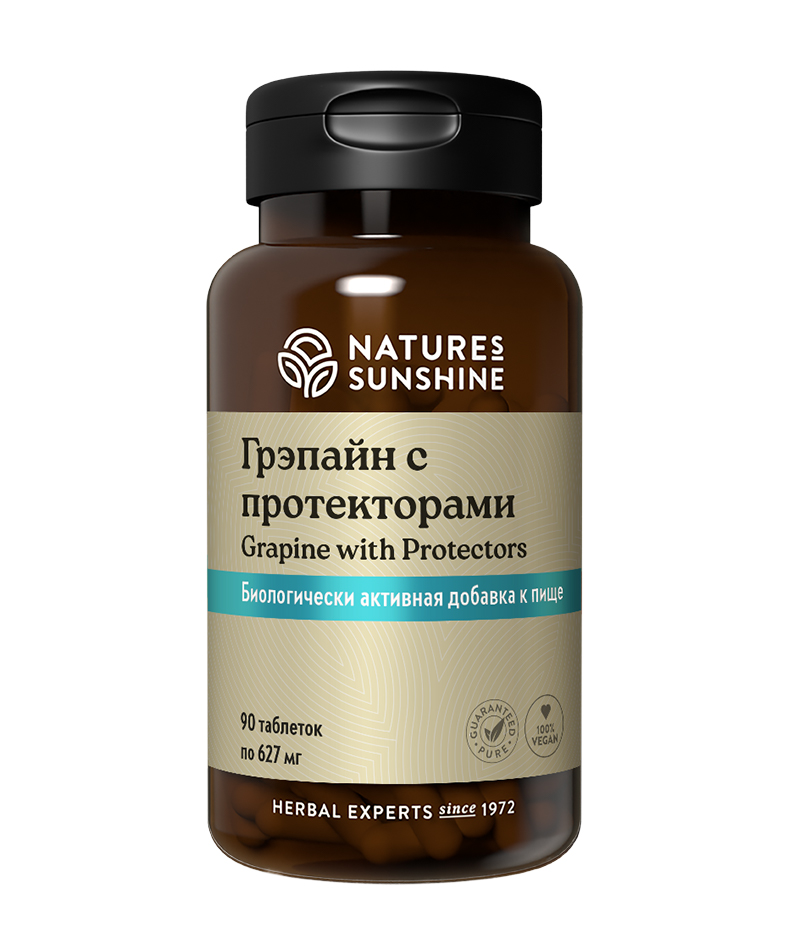 NATURES
SUNSHINE
Грэпайн с
протекторами
Grapine with Protectors
Биологически активная добавка к пище
90 таблеток
по 627 мг
GUARANTEED
PURE
100%
VEGAN
HERBAL EXPERTS since 1972